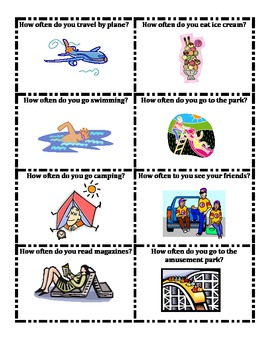 How often do you travel by plane?
How often do you eat ice cream?
How often do you go swimming?
How often do you go to the park?
How often do you go camping?
How often to you see your friends?
How often do you read magazines?
How often do you go to the
amusement park?